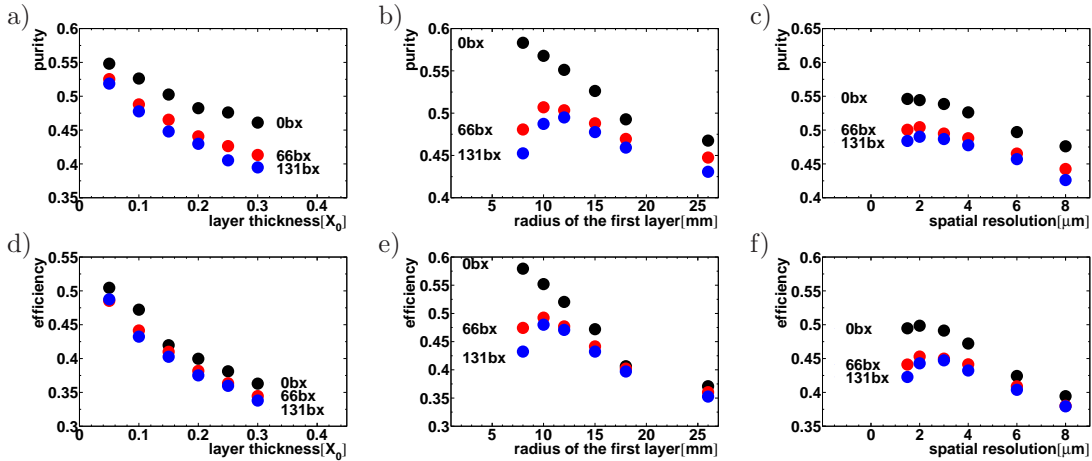 a)
purity
0.6
0.55
0.5
0.45
0.4
0.35
0bx
66bx
131bx
0 0.1 0.2 0.3 0.4
layer thickness[X0]
b)
purity
0.6
0.55
0.5
0.45
0.4
0bx
66bx
131bx
5 10 15 20 25
radius of the first layer[mm]
c)
purity
0.65
0.6
0.55
0.5
0.45
0.4
0bx
66bx
131bx
0 2 4 6 8
spatial resolution[μm]
d)
efficiency
0.55
0.5
0.45
0.4
0.35
0.3
0bx
66bx
131bx
0 0.1 0.2 0.3 0.4
layer thickness[X0]
e)
efficiency
0.6
0.55
0.5
0.45
0.4
0.35
0.3
0bx
66bx
131bx
5 10 15 20 25
radius of the first layer[mm]
f)
efficiency
0.6
0.55
0.5
0.45
0.4
0.35
0bx
66bx
131bx
0 2 4 6 8
spatial resolution[μm]